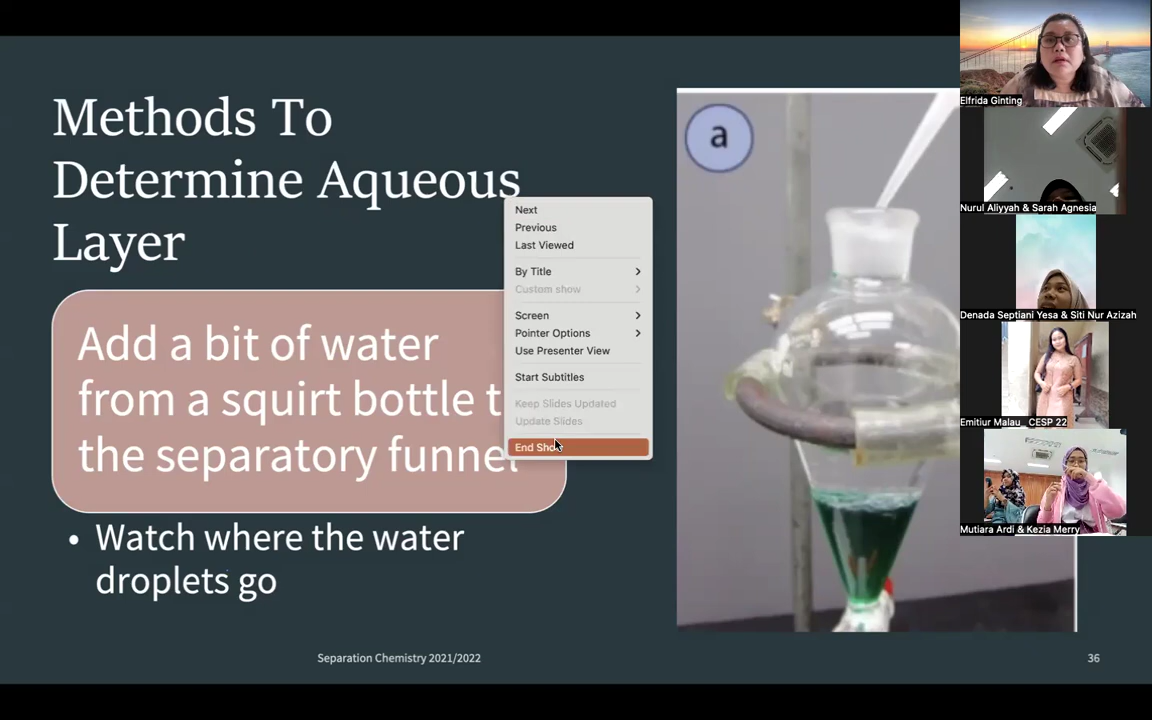 Methods To
Determine Aqueous
Layer
Add a bit of water
from a squirt bottle t
the separatory funnel
• Watch where the water
droplets go
Separation Chemistry 2021/2022
36
a
Next
Previous
Last Viewed
By Title
Custom show
Screen
Pointer Options
Use Presenter View
Start Subtitles
Keep Slides Updated
Update Slides
End Show
Elfrida Ginting
Nurul Aliyyah & Sarah Agnesia
Denada Septiani Yesa & Siti Nur Azizah
Emitiur Malau_ CESP 22
Mutiara Ardi & Kezia Merry